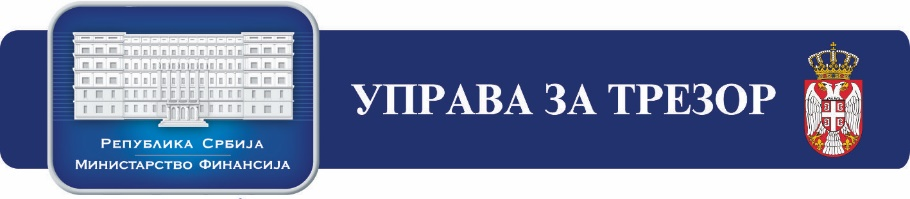 РЕПУБЛИКА СРБИЈА
МИНИСТАРСТВО ФИНАНСИЈА
УПРАВА ЗА ТРЕЗОР